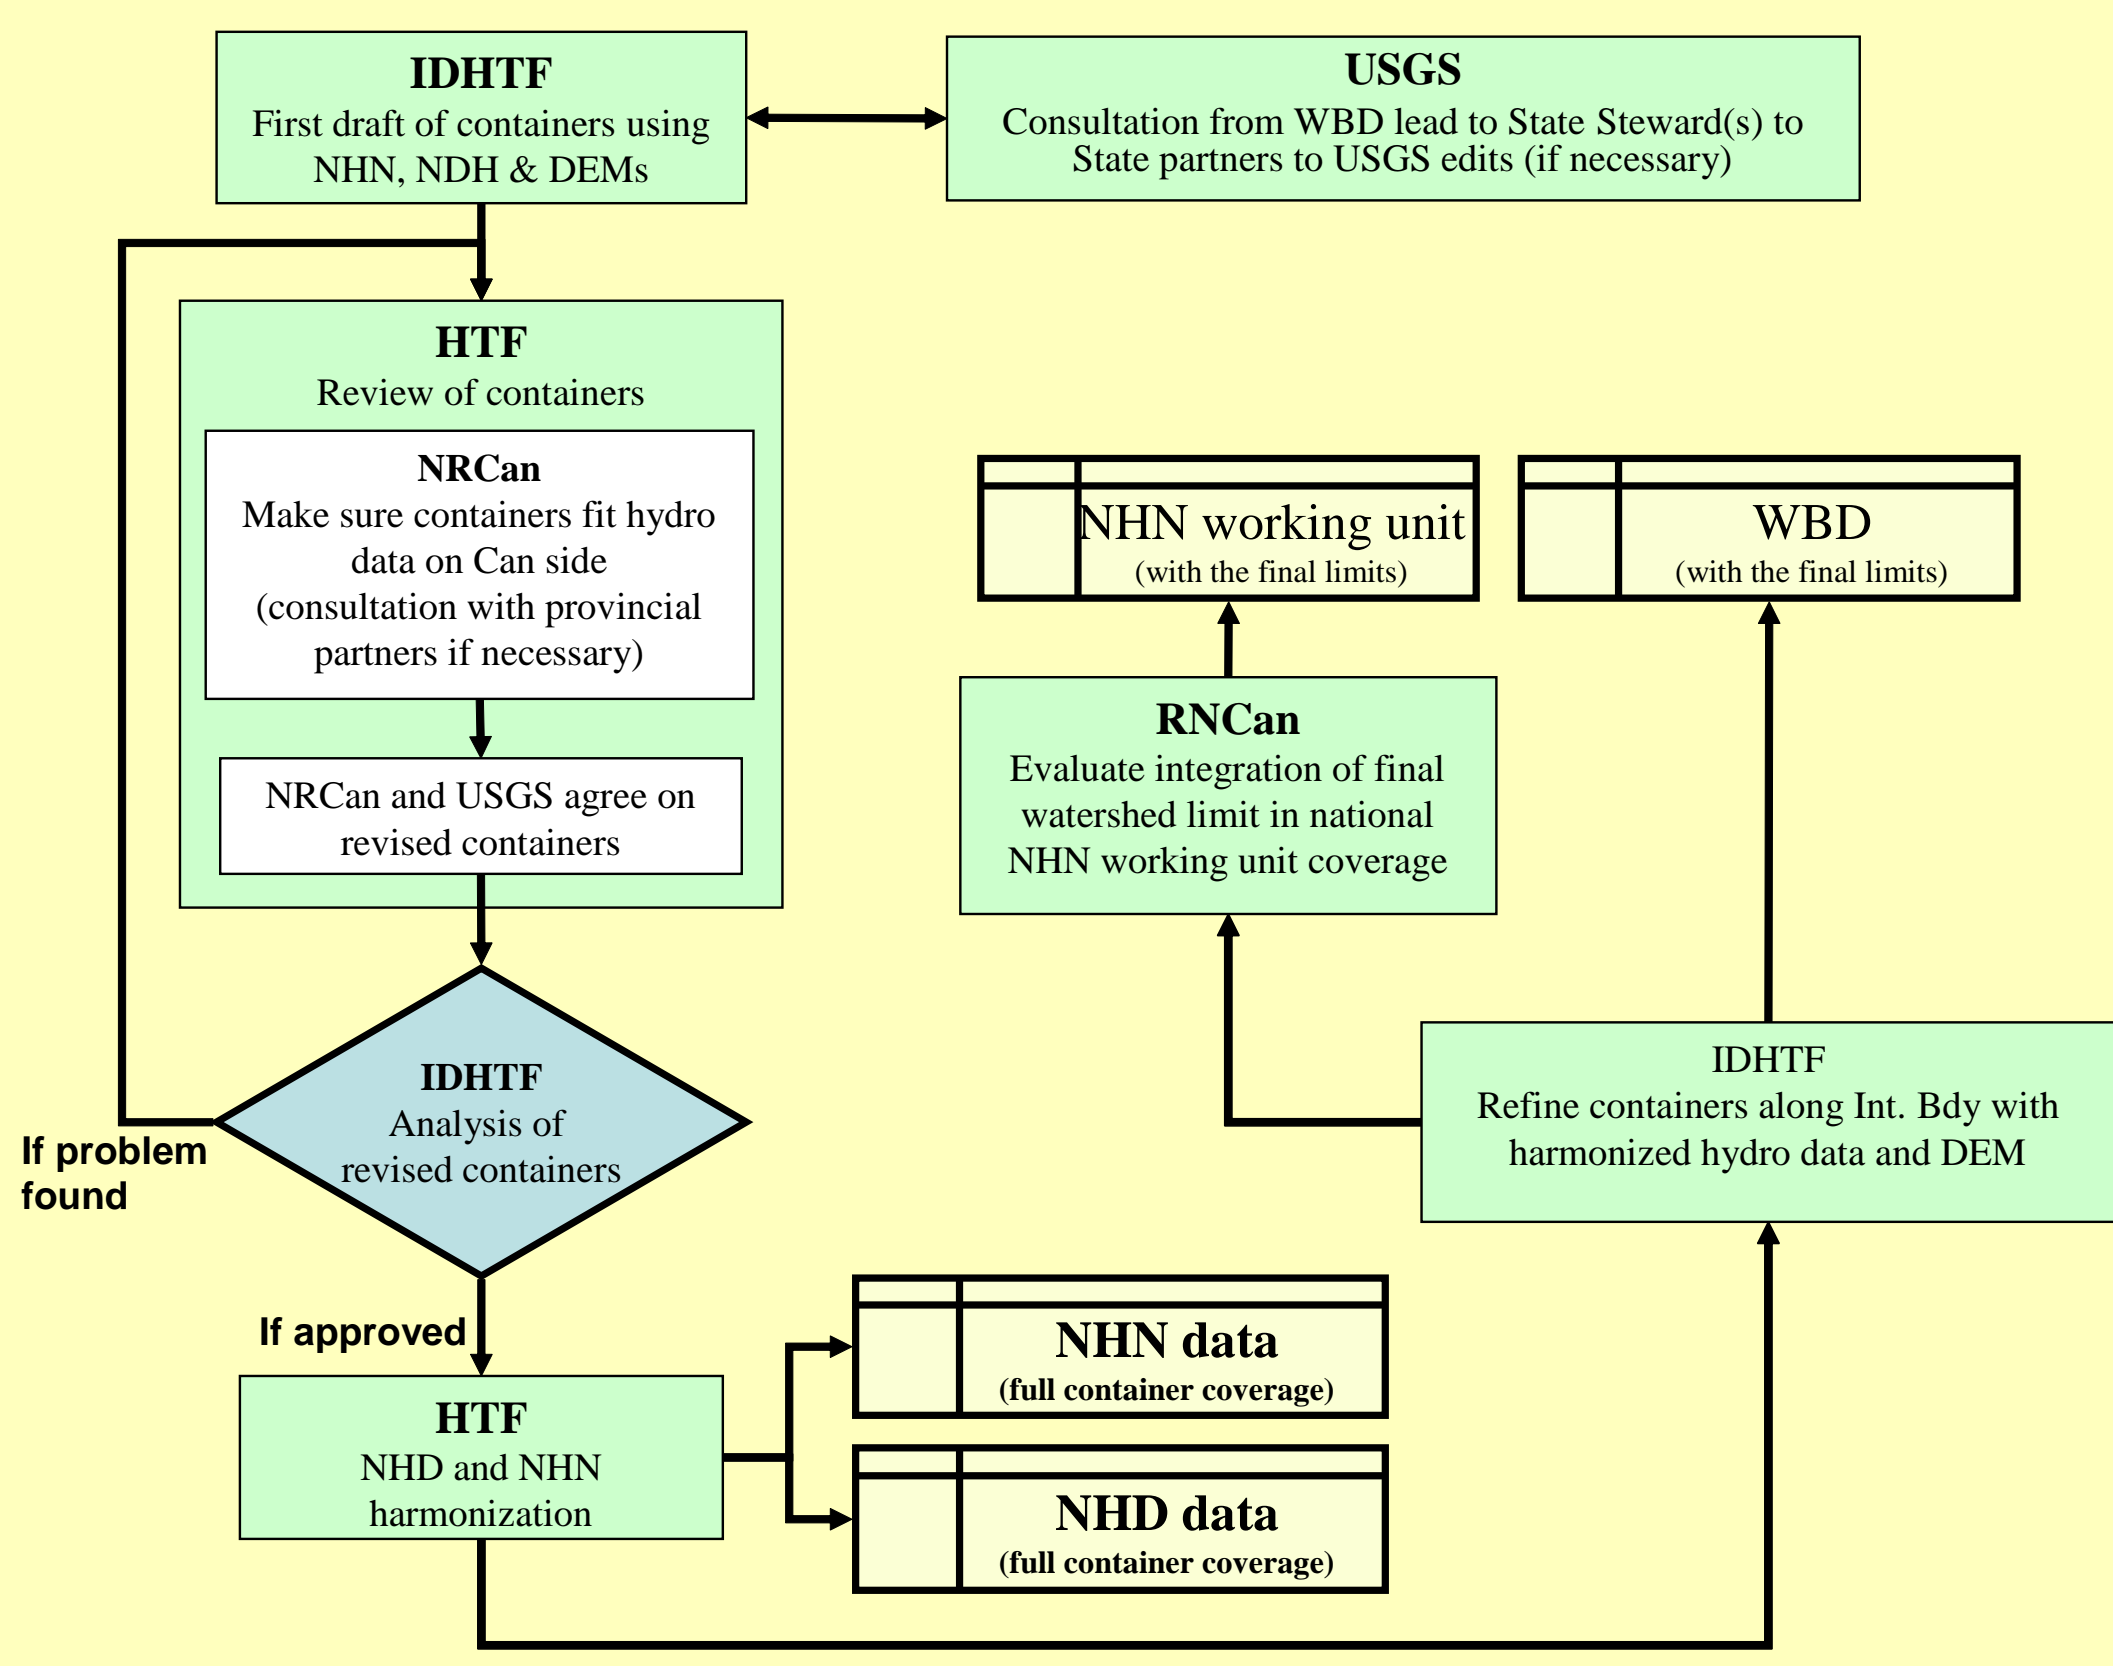 IDHTF
First draft of containers using
NHN, NDH & DEMs
USGS
Consultation from WBD lead to State Steward(s) to
State partners to USGS edits (if necessary)
HTF
Review of containers
NRCan
Make sure containers fit hydro
data on Can side
(consultation with provincial
partners if necessary)
NRCan and USGS agree on
revised containers
NHN working unit
(with the final limits)
WBD
(with the final limits)
RNCan
Evaluate integration of final
watershed limit in national
NHN working unit coverage
IDHTF
Refine containers along Int. Bdy with
harmonized hydro data and DEM
IDHTF
Analysis of
revised containers
If problem
found
If approved
HTF
NHD and NHN
harmonization
NHN data
(full container coverage)
NHD data
(full container coverage)